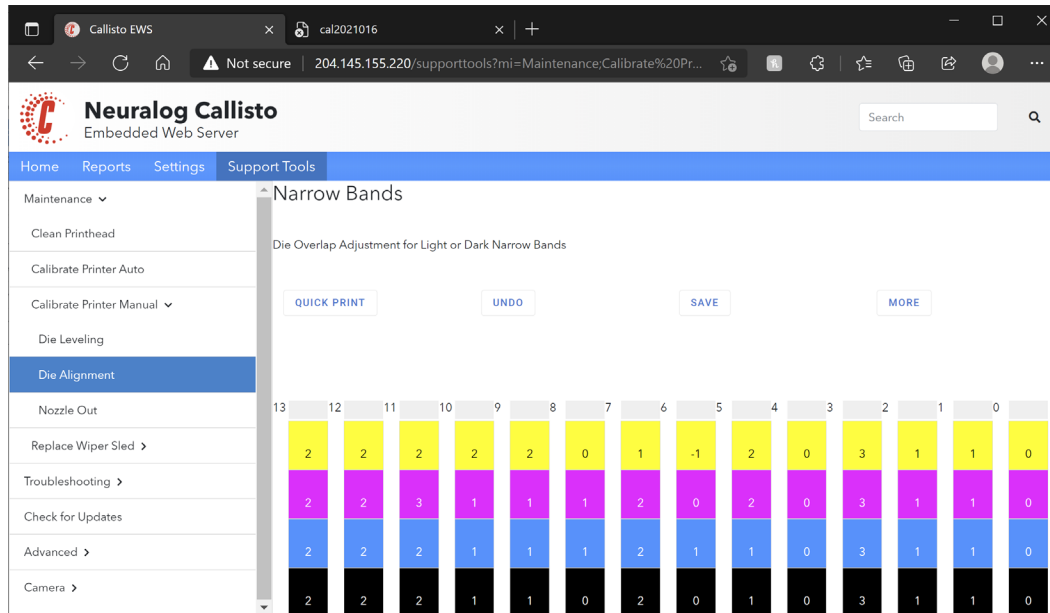 Callisto EWS
cal2021016
Not secure 204.145.155.220/supporttools?mi=Maintenance;Calibrate%20Pr...
Neuralog Callisto
Embedded Web Server
Search
Home Reports Settings Support Tools
Maintenance
Clean Printhead
Calibrate Printer Auto
Calibrate Printer Manual
Die Leveling
Die Alignment
Nozzle Out
Replace Wiper Sled
Troubleshooting
Check for Updates
Advanced
Camera
Narrow Bands
Die Overlap Adjustment for Light or Dark Narrow Bands
QUICK PRINT UNDO SAVE MORE
13 12 11 10 9 8 7 6 5 4 3 2 1 0
2 2 2 2 2 0 1 -1 2 0 3 1 1 0
2 2 3 1 1 1 2 0 2 0 3 1 1 0
2 2 2 1 1 1 2 1 1 0 3 1 1 0
2 2 2 1 1 0 2 0 1 0 3 1 1 0